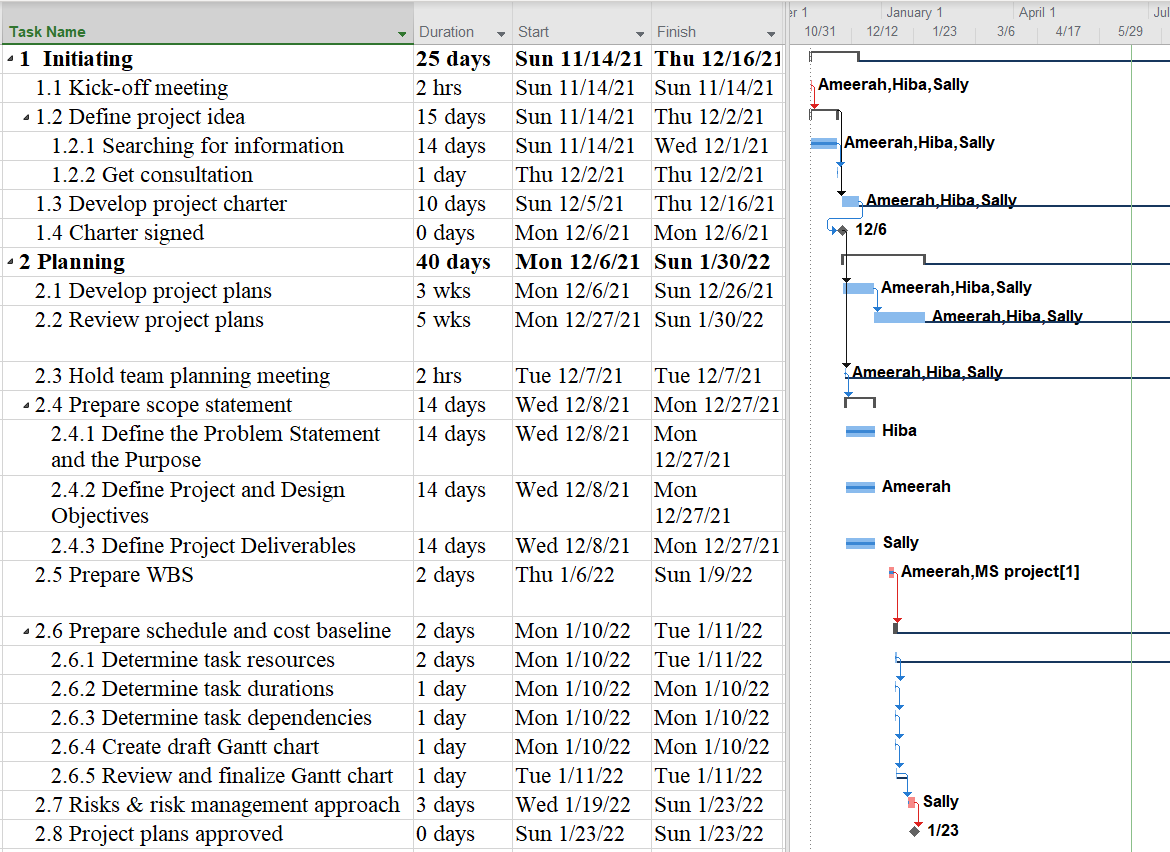 er 1 January 1 April 1 Jul
Task Name Duration Start Finish 10/31 12/12 1/23 3/6 4/17 5/29
1 Initiating 25 days Sun 11/14/21 Thu 12/16/21
1.1 Kick-off meeting 2 hrs Sun 11/14/21 Sun 11/14/21 Ameerah,Hiba,Sally
1.2 Define project idea 15 days Sun 11/14/21 Thu 12/2/21
1.2.1 Searching for information 14 days Sun 11/14/21 Wed 12/1/21 Ameerah,Hiba,Sally
1.2.2 Get consultation 1 day Thu 12/2/21 Thu 12/2/21
1.3 Develop project charter 10 days Sun 12/5/21 Thu 12/16/21 Ameerah,Hiba,Sally
1.4 Charter signed 0 days Mon 12/6/21 Mon 12/6/21 12/6
2 Planning 40 days Mon 12/6/21 Sun 1/30/22
2.1 Develop project plans 3 wks Mon 12/6/21 Sun 12/26/21 Ameerah,Hiba,Sally
2.2 Review project plans 5 wks Mon 12/27/21 Sun 1/30/22 Ameerah,Hiba,Sally
2.3 Hold team planning meeting 2 hrs Tue 12/7/21 Tue 12/7/21 Ameerah,Hiba,Sally
2.4 Prepare scope statement 14 days Wed 12/8/21 Mon 12/27/21
2.4.1 Define the Problem Statement 14 days Wed 12/8/21 Mon Hiba
and the Purpose 12/27/21
2.4.2 Define Project and Design 14 days Wed 12/8/21 Mon Ameerah
Objectives 12/27/21
2.4.3 Define Project Deliverables 14 days Wed 12/8/21 Mon 12/27/21 Sally
2.5 Prepare WBS 2 days Thu 1/6/22 Sun 1/9/22 Ameerah,MS project[1]
2.6 Prepare schedule and cost baseline 2 days Mon 1/10/22 Tue 1/11/22
2.6.1 Determine task resources 2 days Mon 1/10/22 Tue 1/11/22
2.6.2 Determine task durations 1 day Mon 1/10/22 Mon 1/10/22
2.6.3 Determine task dependencies 1 day Mon 1/10/22 Mon 1/10/22
2.6.4 Create draft Gantt chart 1 day Mon 1/10/22 Mon 1/10/22
2.6.5 Review and finalize Gantt chart 1 day Tue 1/11/22 Tue 1/11/22
2.7 Risks & risk management approach 3 days Wed 1/19/22 Sun 1/23/22 Sally
2.8 Project plans approved 0 days Sun 1/23/22 Sun 1/23/22 1/23